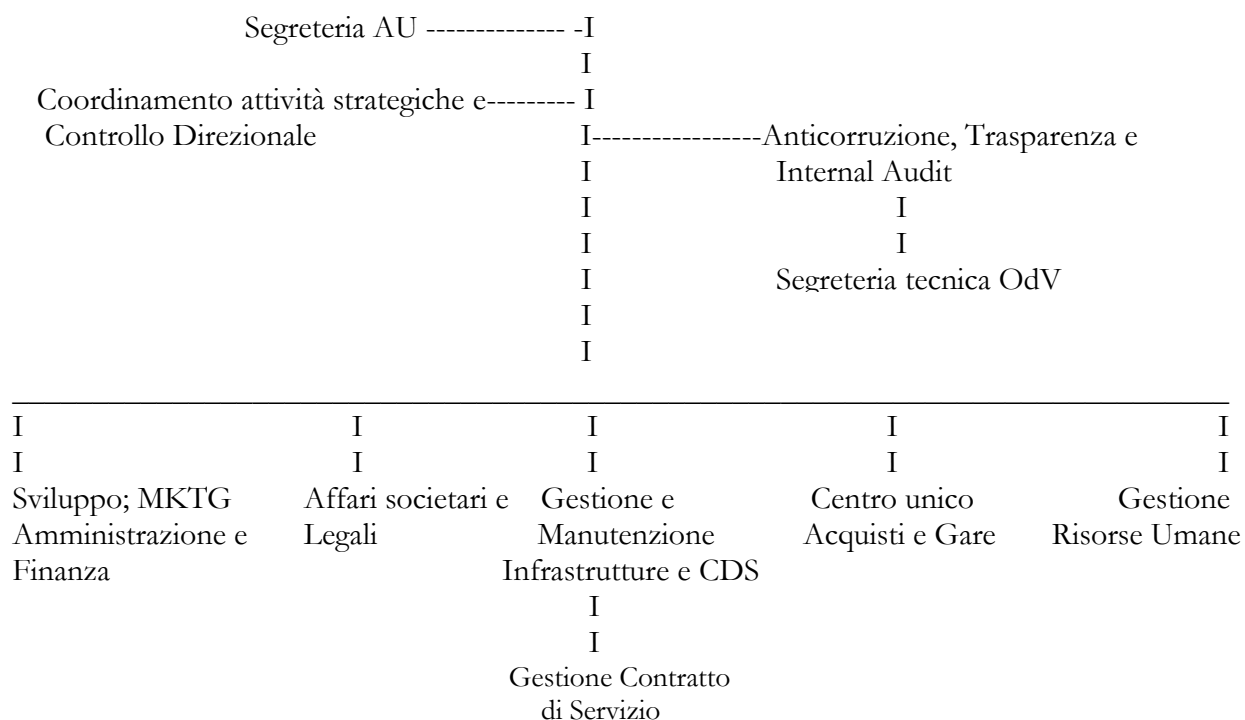 Segreteria AU -------------- -I
I
Coordinamento attività strategiche e--------- I
Controllo Direzionale I-----------------Anticorruzione, Trasparenza e
I Internal Audit
I I
I I
I Segreteria tecnica OdV
I
I
I I I I I
I I I I I
Sviluppo; MKTG Affari societari e Gestione e Centro unico Gestione
Amministrazione e Legali Manutenzione Acquisti e Gare Risorse Umane
Finanza Infrastrutture e CDS
I
I
Gestione Contratto
di Servizio